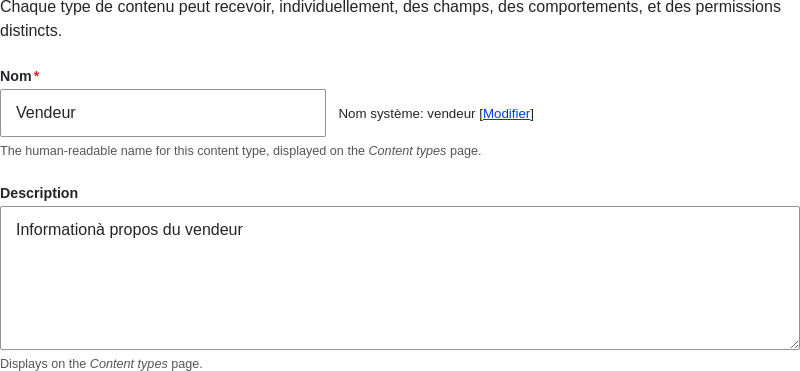 Chaque type de contenu peut recevoir, individuellement, des champs, des comportements, et des permissions
distincts.
Nom*
Vendeur
Nom système: vendeur [Modifier]
The human-readable name for this content type, displayed on the Content types page.
Description
Informationà propos du vendeur
Displays on the Content types page.